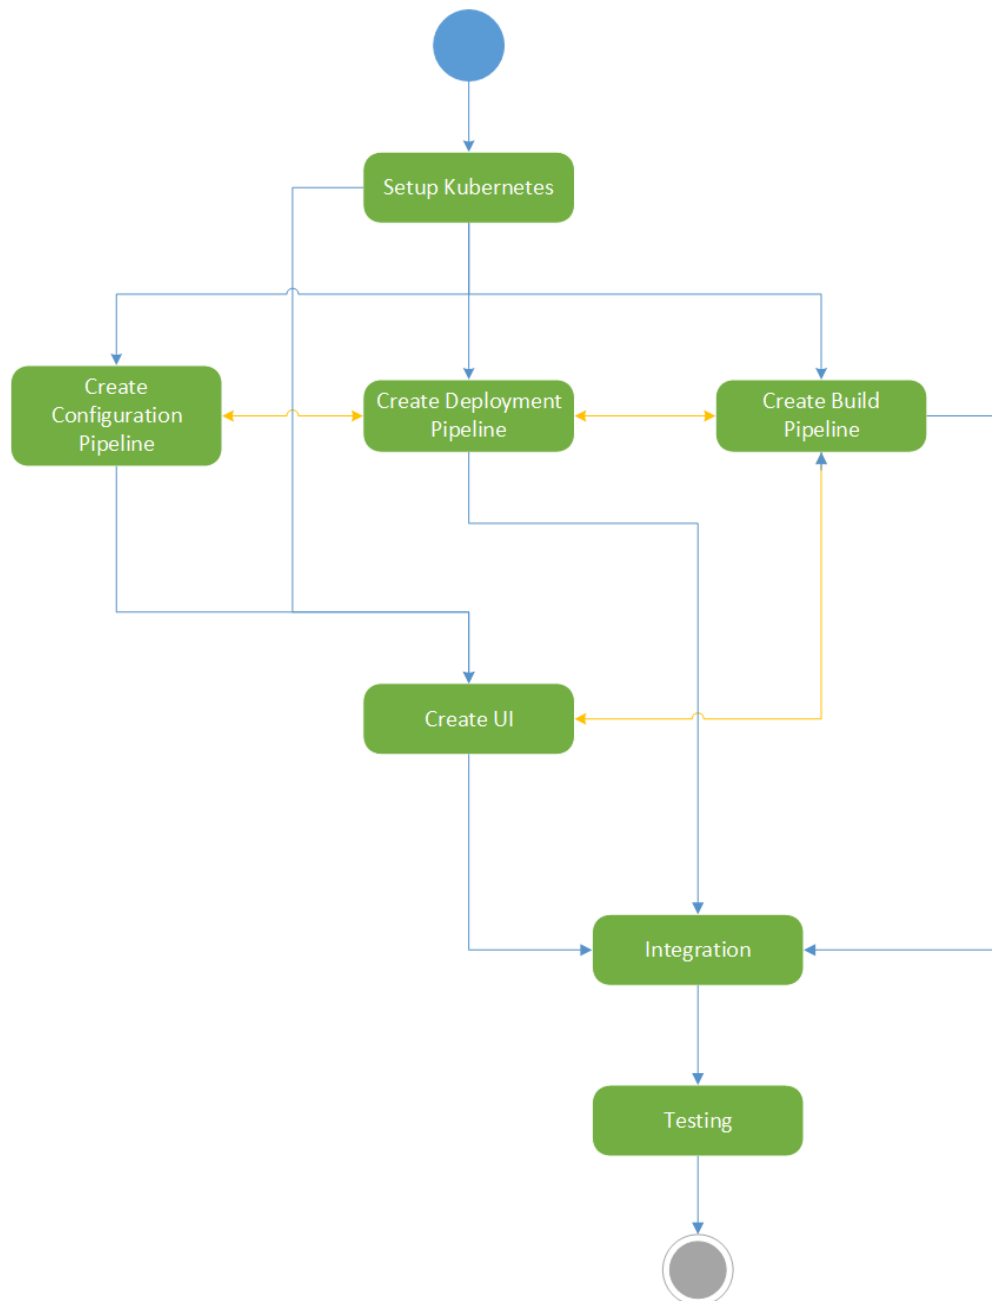 Setup Kubernetes
Create
Configuration
Pipeline
Create Deployment
Pipeline
Create Build
Pipeline
Create UI
Integration
Testing